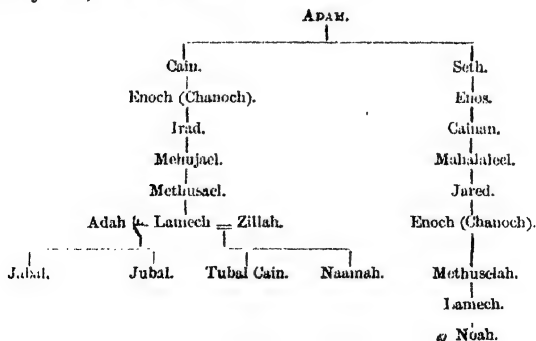 ADAM.
Cain. Seth.
Enoch (Chanoch). Enos.
Irad. Cainan.
Mehujael. Mahalaleel.
Methusael. Jared.
Adah = Lamech = Zillah. Enoch (Chanoch).
Jabal. Jubal. Tubal Cain. Naamah. Methuselah.
Lamech.
Noah.